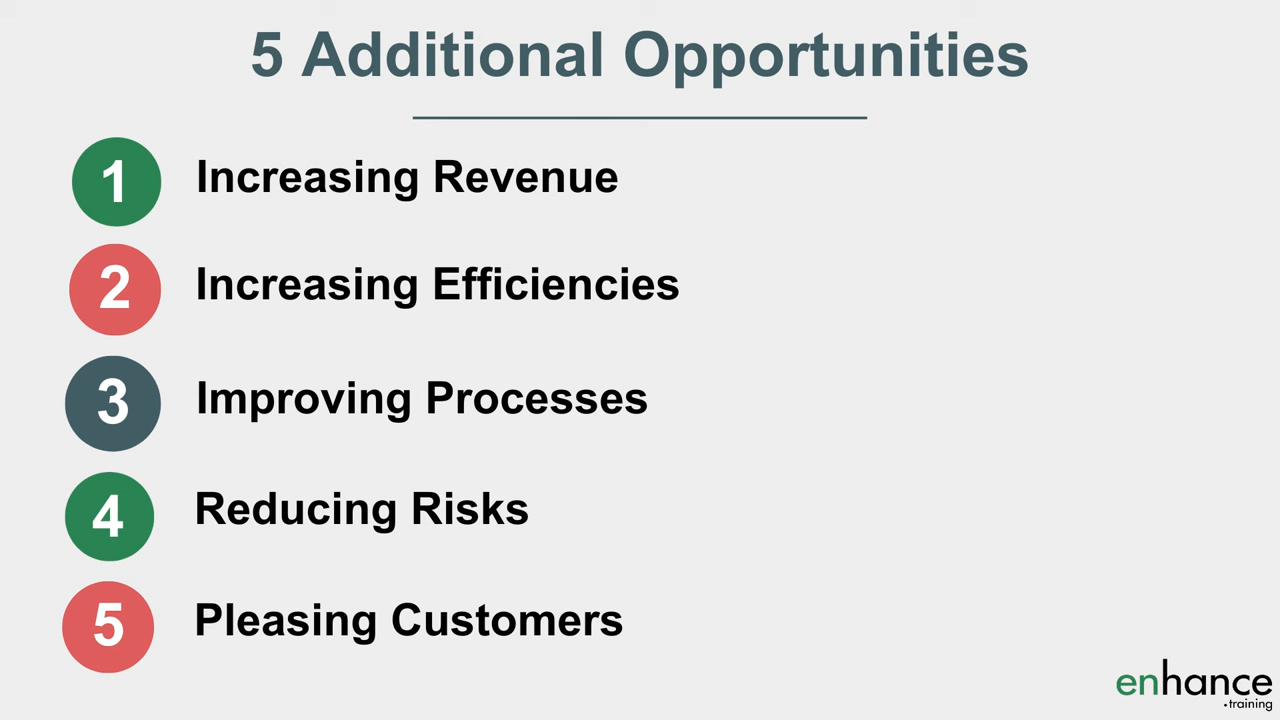 5 Additional Opportunities
1 Increasing Revenue
2 Increasing Efficiencies
3 Improving Processes
4 Reducing Risks
5 Pleasing Customers
enhance
.training